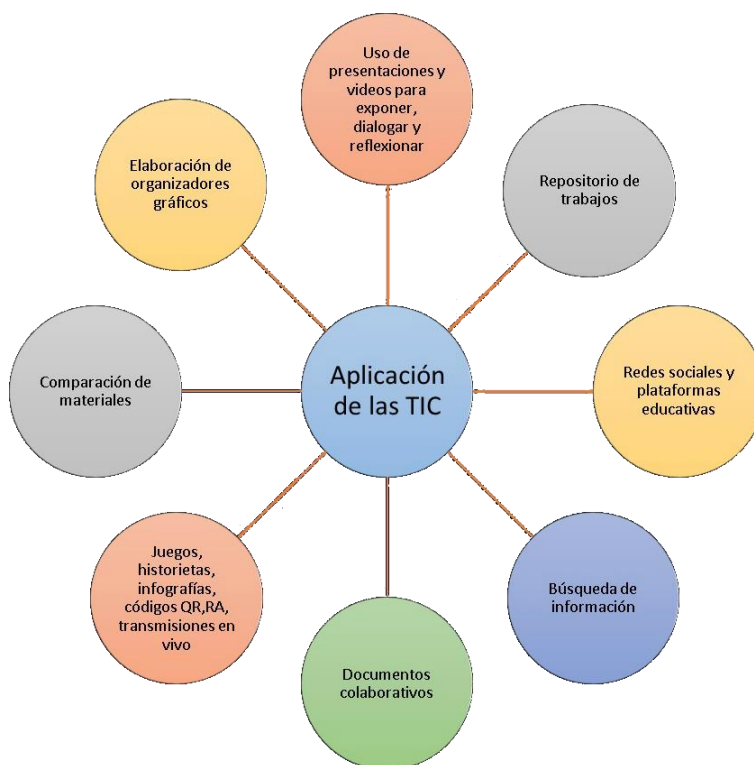 Uso de
presentaciones y
videos para
exponer,
dialogar y
reflexionar
Repositorio de
trabajos
Redes sociales y
plataformas
educativas
Búsqueda de
información
Documentos
colaborativos
Juegos,
historietas,
infografías,
códigos QR,RA,
transmisiones en
vivo
Comparación de
materiales
Elaboración de
organizadores
gráficos
Aplicación
de las TIC